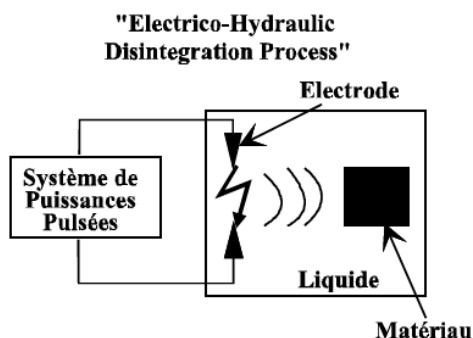 "Electrico-Hydraulic
Disintegration Process"
Electrode
Système de
Puissances
Pulsées
Liquide
Matériau